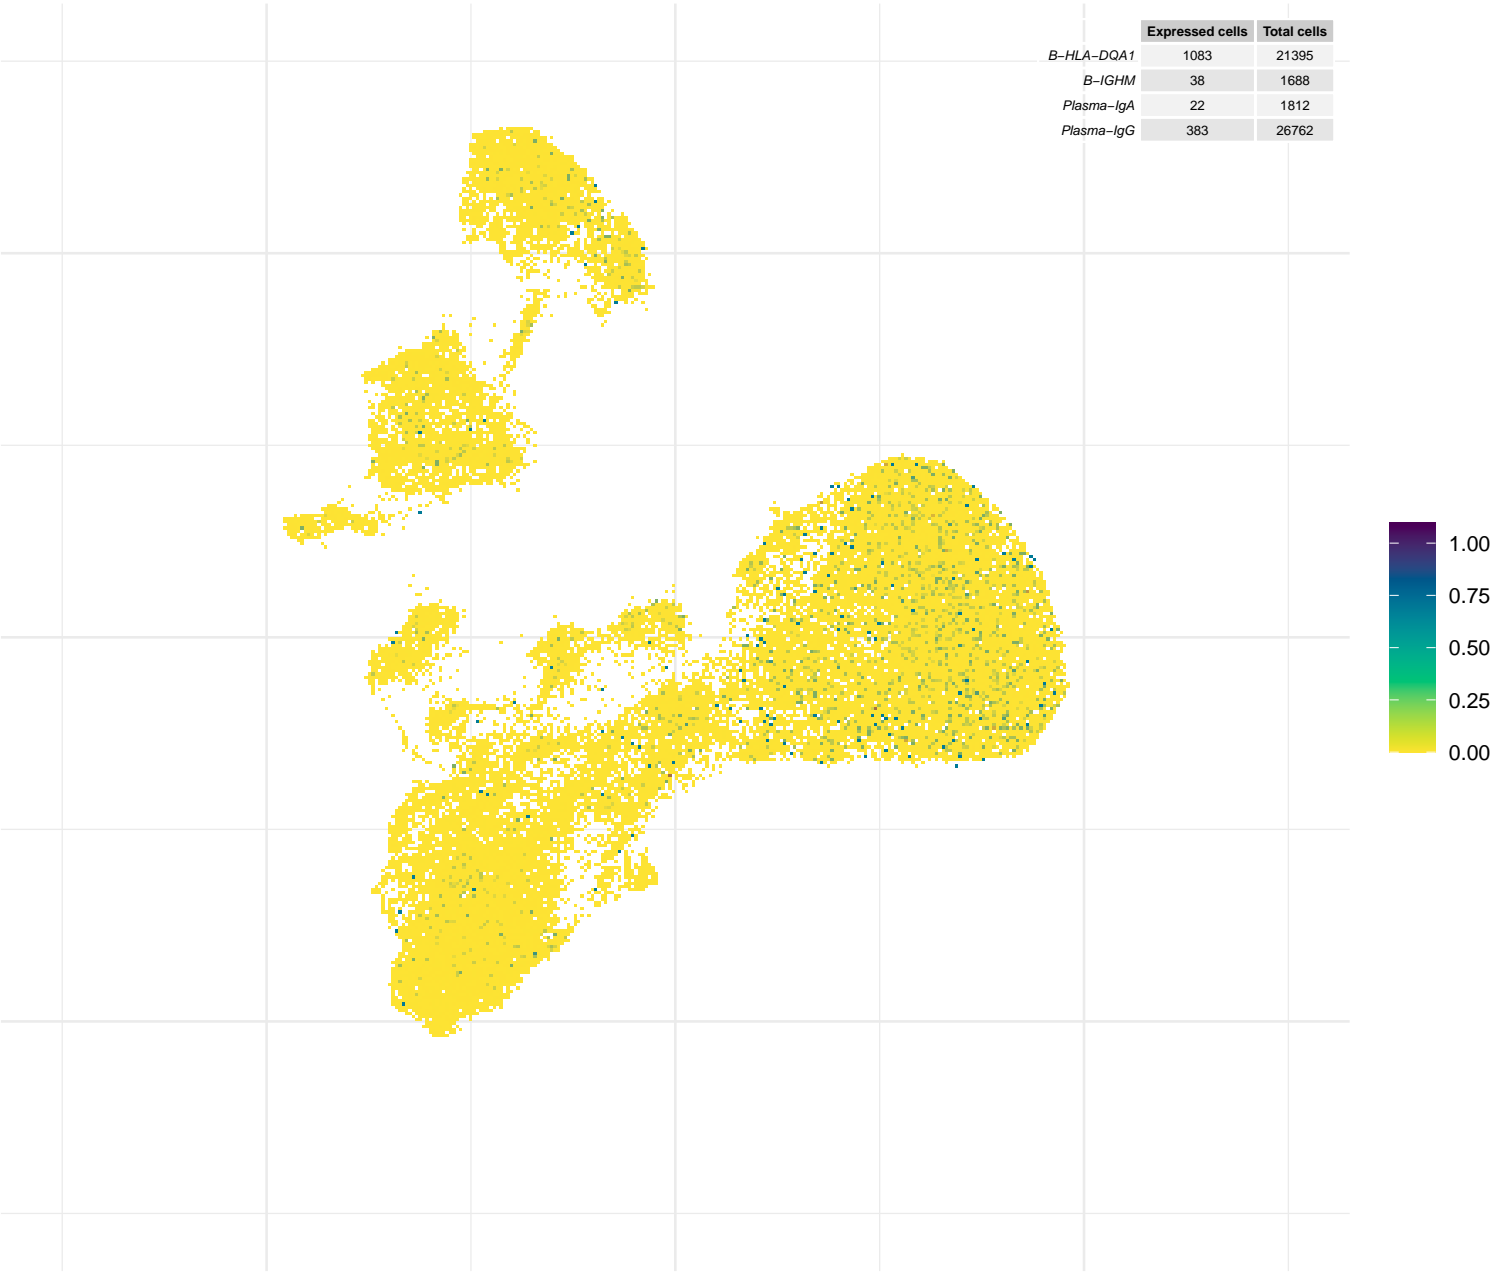 Expressed cells Total cells
B−HLA−DQA1 1083 21395
B−IGHM 38 1688
Plasma−IgA 22 1812
Plasma−IgG 383 26762
1.00
0.75
0.50
0.25
0.00